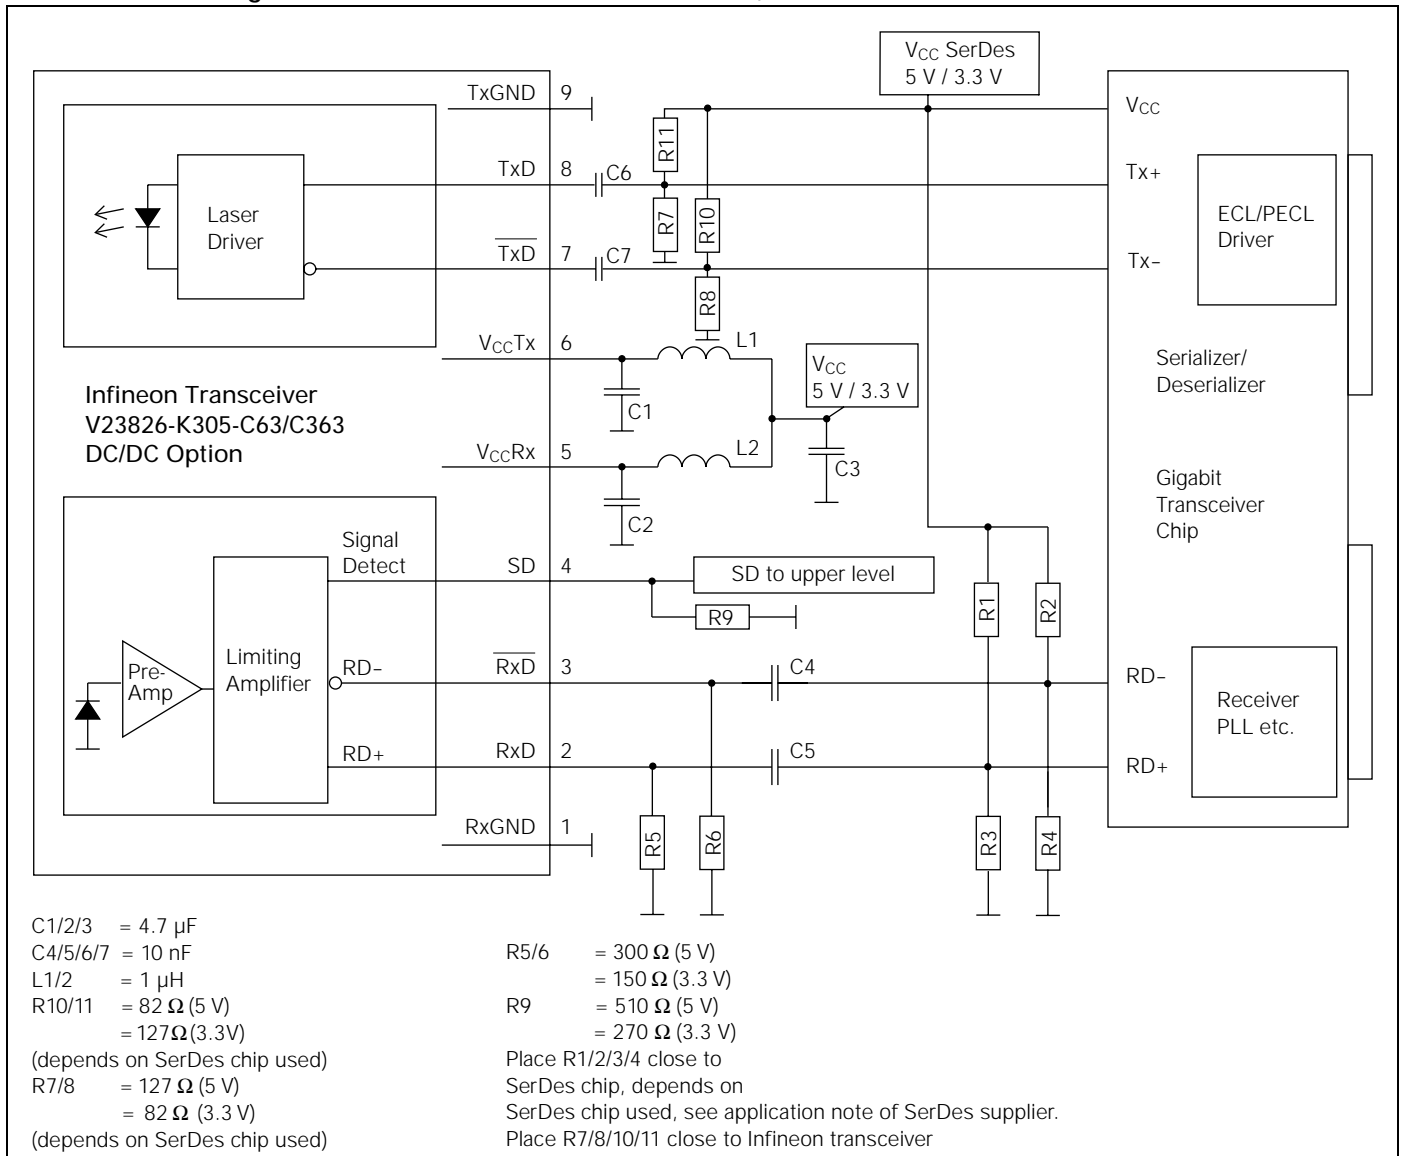 V<sub>CC</sub> SerDes
5 V / 3.3 V
TxGND 9
V<sub>CC</sub>
R11
TxD 8
C6
Tx+
Laser
Driver
R7
R10
ECL/PECL
Driver
TxD 7
C7
Tx–
R8
V<sub>CC</sub>Tx 6
L1
V<sub>CC</sub>
5 V / 3.3 V
Serializer/
Deserializer
Infineon Transceiver
V23826-K305-C63/C363
DC/DC Option
C1
V<sub>CC</sub>Rx 5
L2
C3
Gigabit
Transceiver
Chip
C2
Signal
Detect
SD 4
SD to upper level
R9
R1
R2
Pre-
Amp
Limiting
Amplifier
RD–
RxD 3
C4
RD–
Receiver
PLL etc.
RD+
RxD 2
C5
RD+
RxGND 1
R5
R6
R3
R4
C1/2/3 = 4.7 µF
C4/5/6/7 = 10 nF
L1/2 = 1 µH
R10/11 = 82 Ω (5 V)
= 127Ω(3.3V)
(depends on SerDes chip used)
R7/8 = 127 Ω (5 V)
= 82 Ω (3.3 V)
(depends on SerDes chip used)
R5/6 = 300 Ω (5 V)
= 150 Ω (3.3 V)
R9 = 510 Ω (5 V)
= 270 Ω (3.3 V)
Place R1/2/3/4 close to
SerDes chip, depends on
SerDes chip used, see application note of SerDes supplier.
Place R7/8/10/11 close to Infineon transceiver